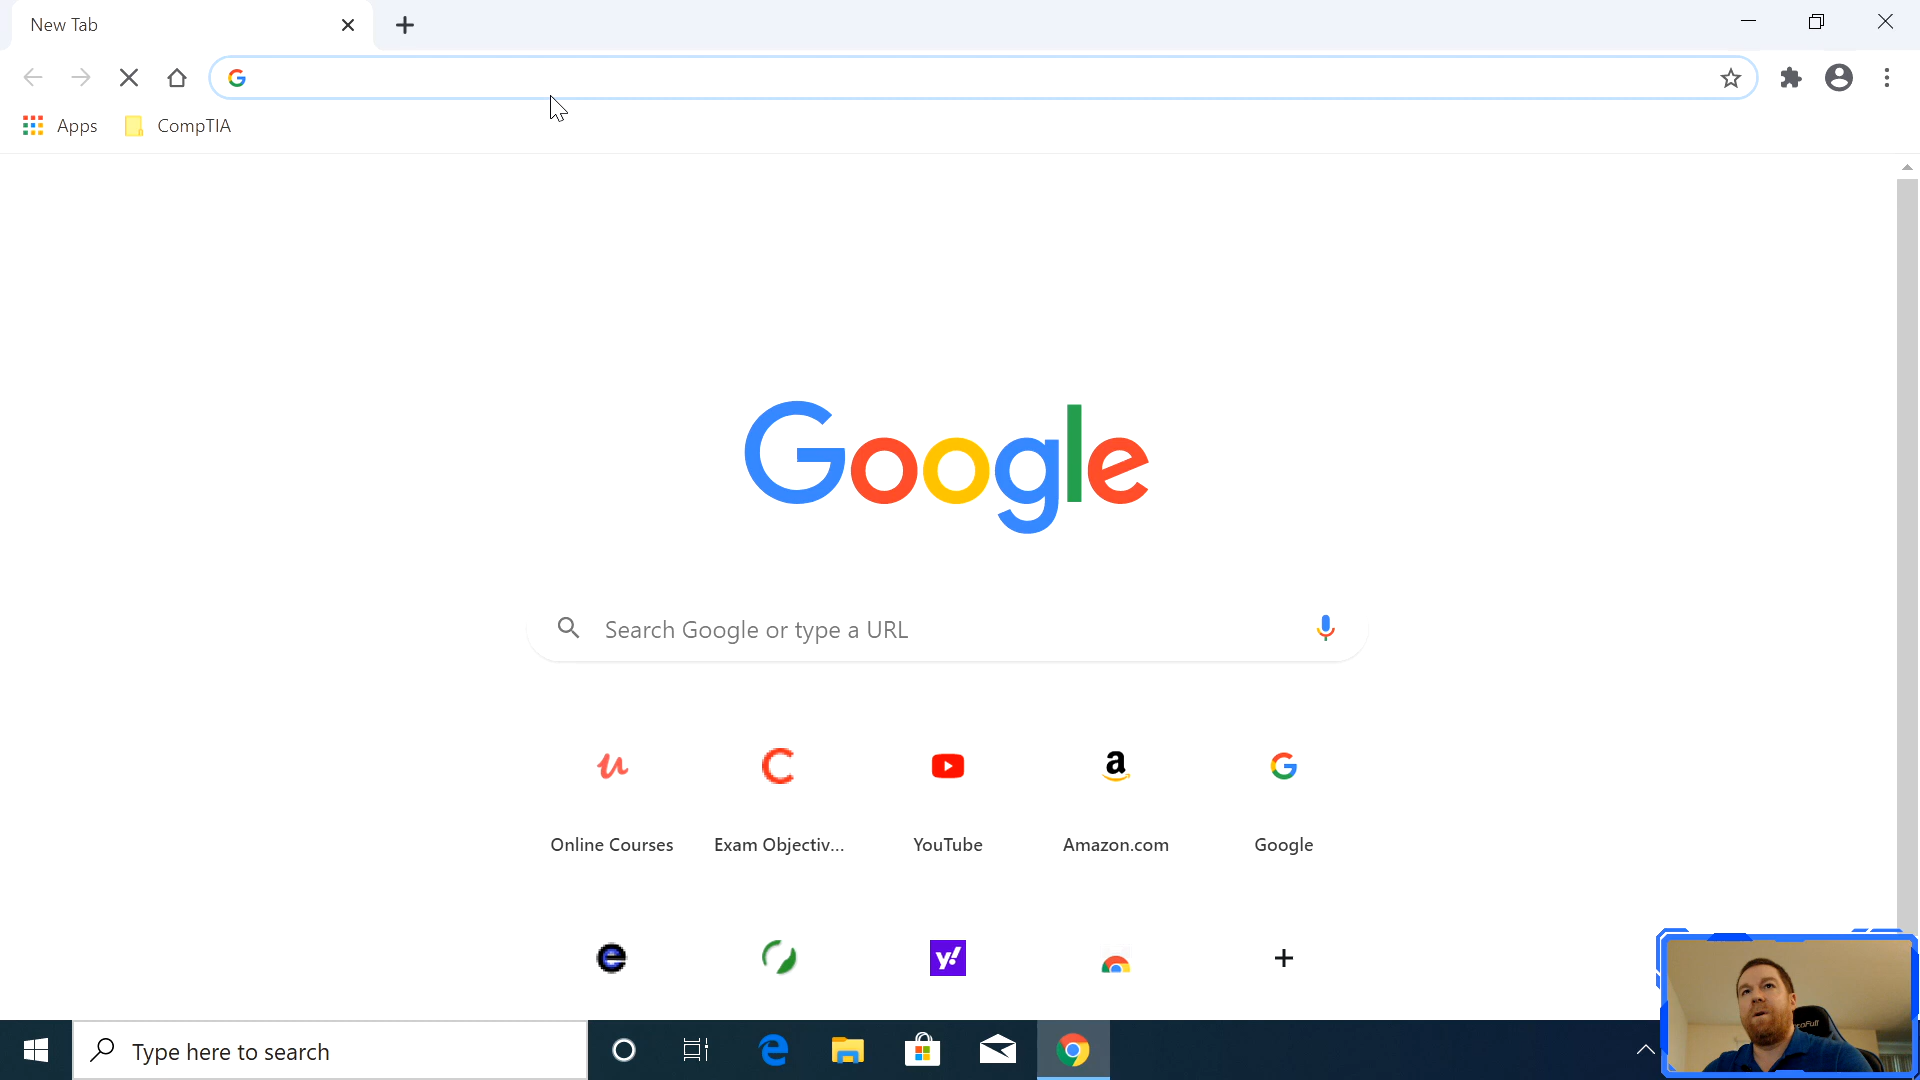 New Tab
Apps
CompTIA
Google
Search Google or type a URL
Online Courses
Exam Objectiv...
YouTube
Amazon.com
Google
Type here to search